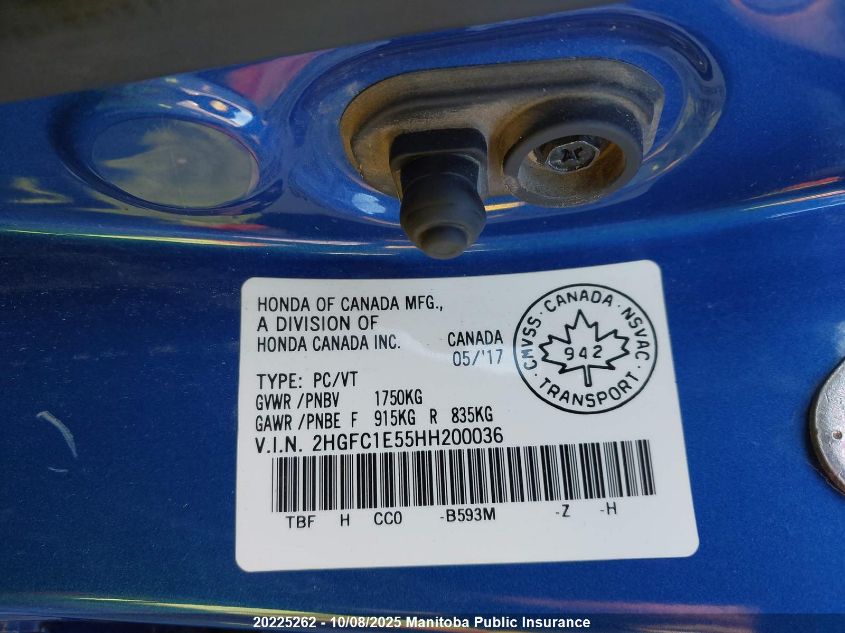 HONDA OF CANADA MFG.,
A DIVISION OF
HONDA CANADA INC.
CANADA
05/'17
CMVSS · CANADA · NSVAC
942
· TRANSPORT ·
TYPE: PC/VT
GVWR /PNBV 1750KG
GAWR /PNBE F 915KG R 835KG
V.I.N. 2HGFC1E55HH200036
TBF H CC0 -B593M -Z -H
20225262 - 10/08/2025 Manitoba Public Insurance